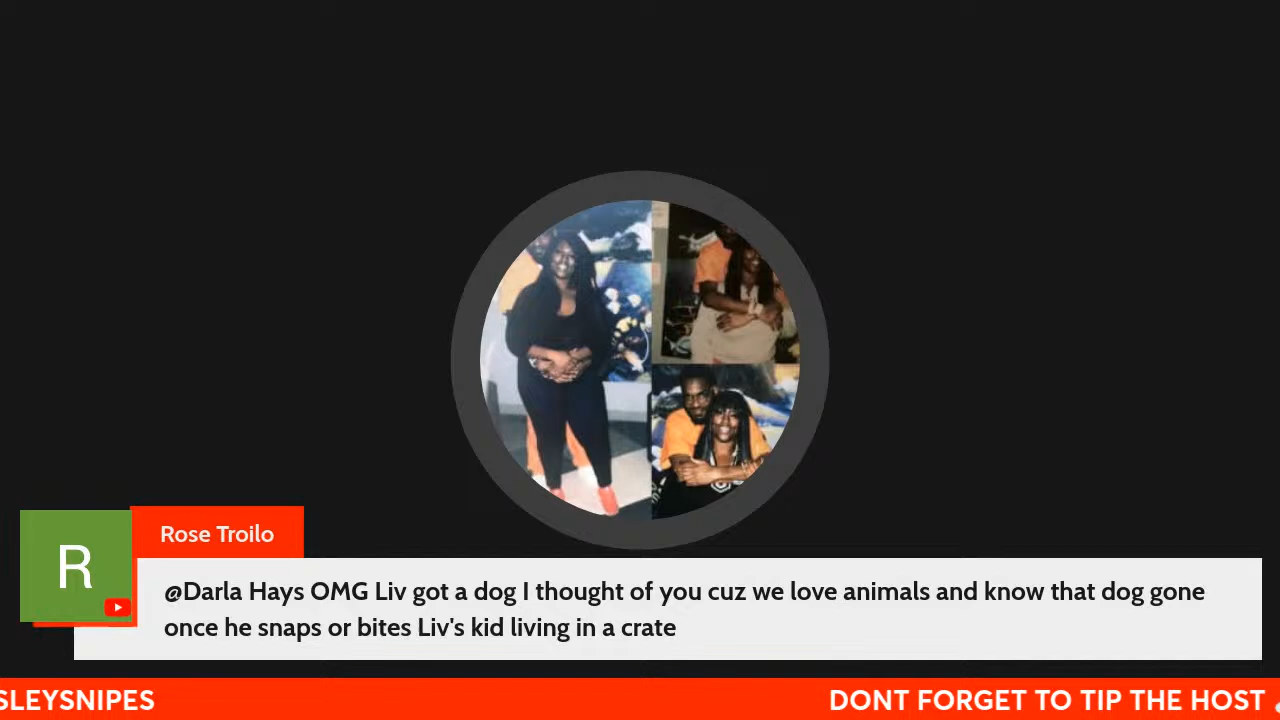 R
Rose Troilo
@Darla Hays OMG Liv got a dog I thought of you cuz we love animals and know that dog gone
once he snaps or bites Liv's kid living in a crate
SLEYSNIPES DONT FORGET TO TIP THE HOST